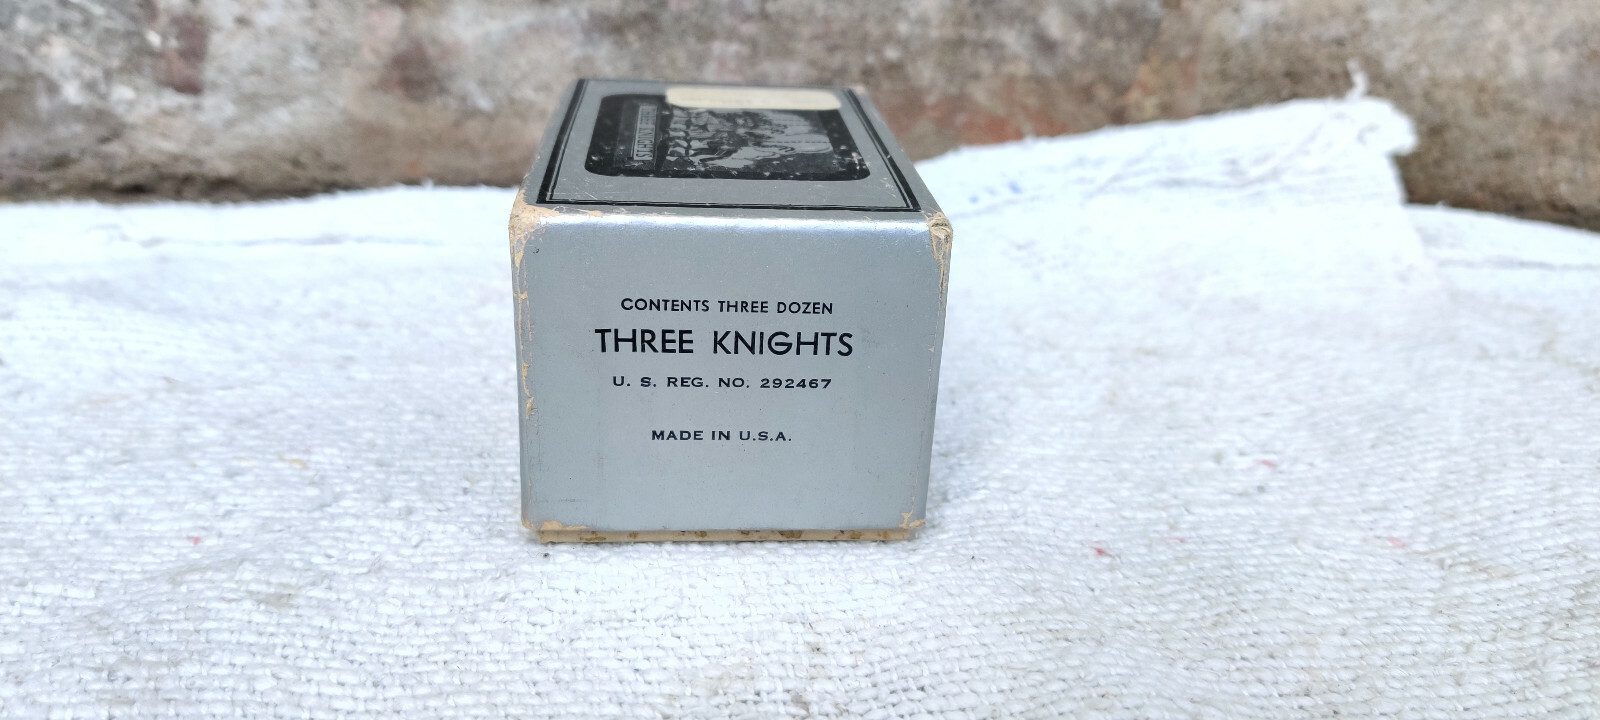 CONTENTS THREE DOZEN
THREE KNIGHTS
U. S. REG. NO. 292467
MADE IN U.S.A.